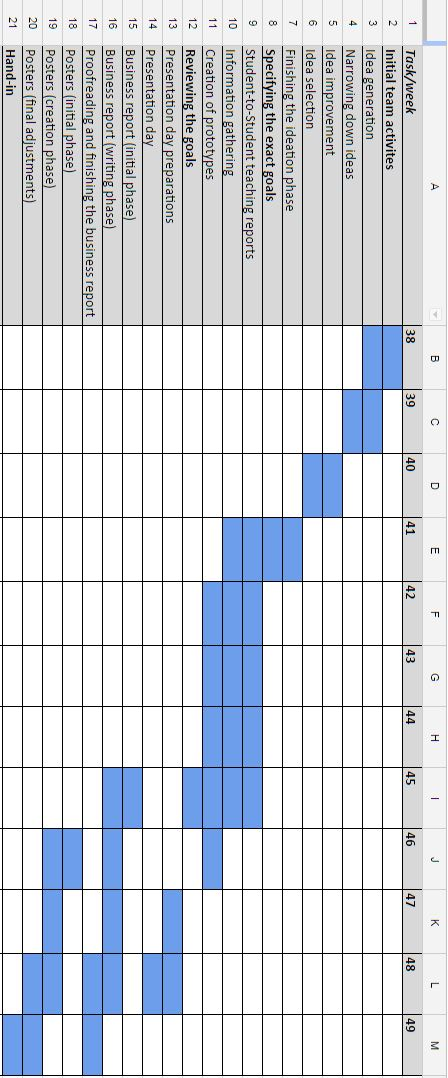 A B C D E F G H I J K L M
1 Task/week 38 39 40 41 42 43 44 45 46 47 48 49
2 Initial team activites
3 Idea generation
4 Narrowing down ideas
5 Idea improvement
6 Idea selection
7 Finishing the ideation phase
8 Specifying the exact goals
9 Student-to-Student teaching reports
10 Information gathering
11 Creation of prototypes
12 Reviewing the goals
13 Presentation day preparations
14 Presentation day
15 Business report (initial phase)
16 Business report (writing phase)
17 Proofreading and finishing the business report
18 Posters (initial phase)
19 Posters (creation phase)
20 Posters (final adjustments)
21 Hand-in